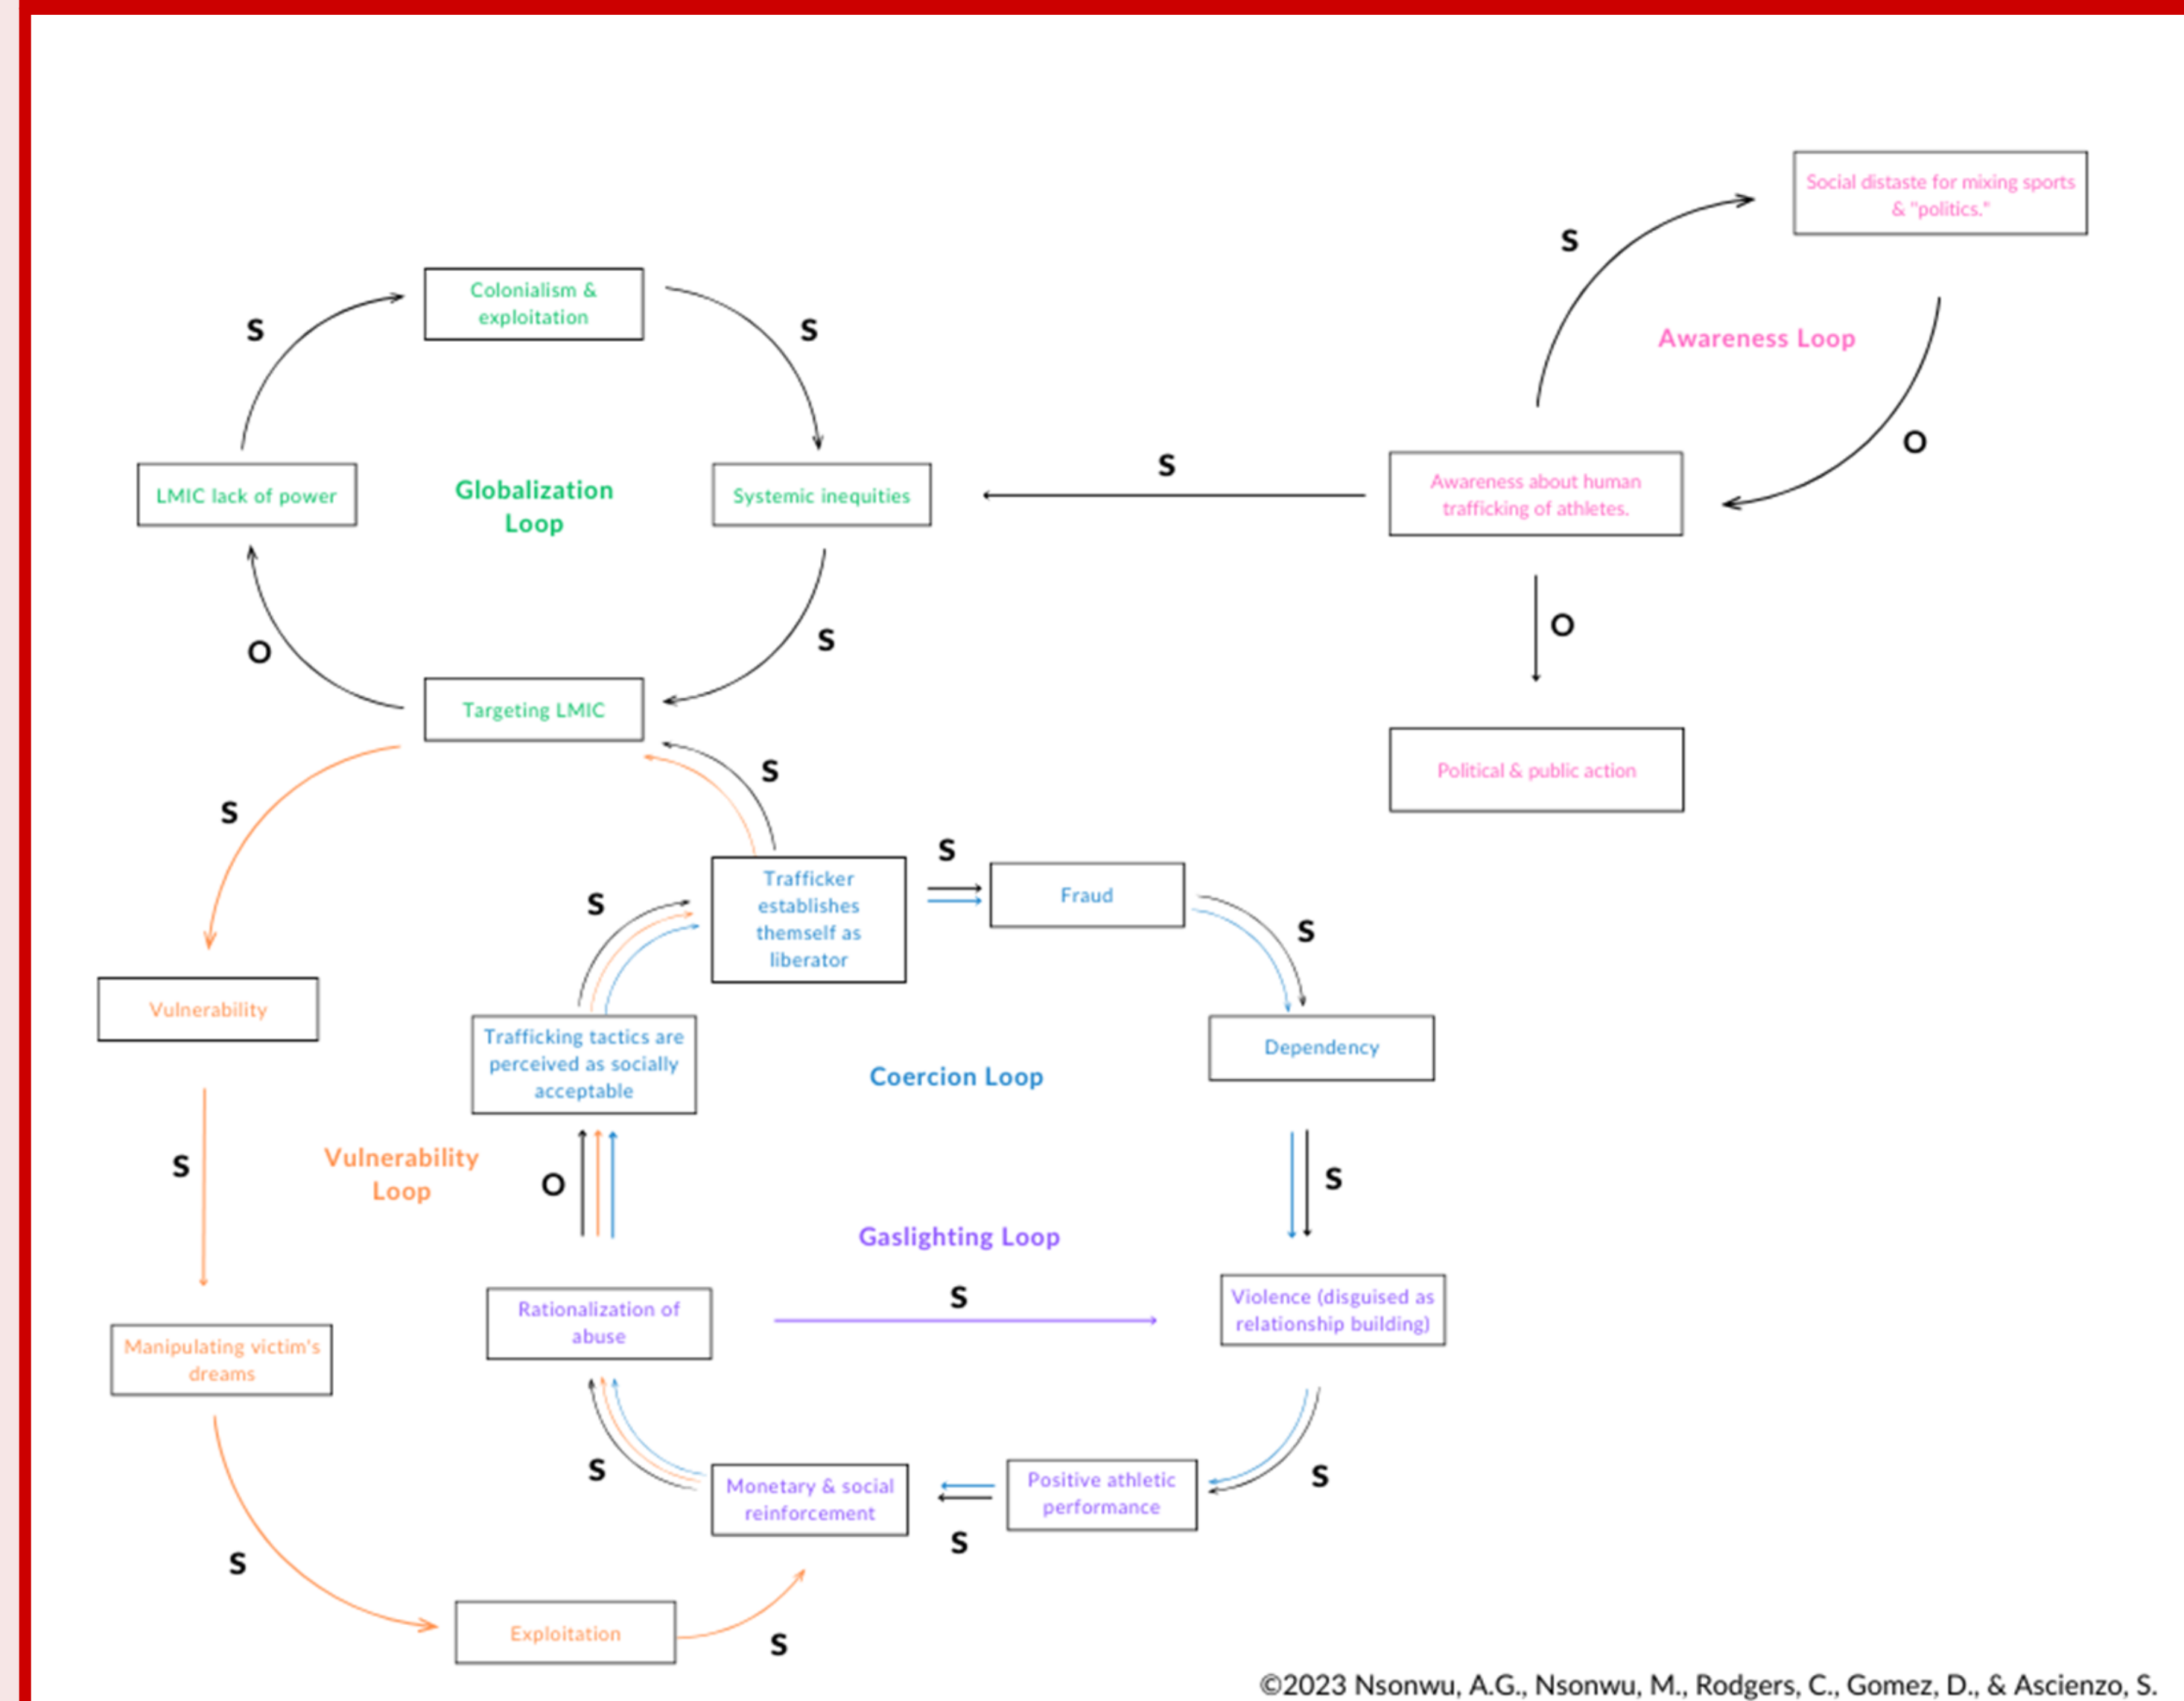 Social distaste for mixing sports
& "politics."
S
Awareness Loop
O
Colonialism &
exploitation
S
S
LMIC lack of power
Globalization
Loop
Systemic inequities
S
Awareness about human
trafficking of athletes.
O
S
O
Targeting LMIC
Political & public action
S
S
Trafficker
establishes
themself as
liberator
S
Fraud
S
S
Vulnerability
Trafficking tactics are
perceived as socially
acceptable
Coercion Loop
Dependency
S
Vulnerability
Loop
O
S
Gaslighting Loop
Rationalization of
abuse
S
Violence (disguised as
relationship building)
Manipulating victim's
dreams
S
Monetary & social
reinforcement
S
Positive athletic
performance
S
S
Exploitation
S
©2023 Nsonwu, A.G., Nsonwu, M., Rodgers, C., Gomez, D., & Ascienzo, S.